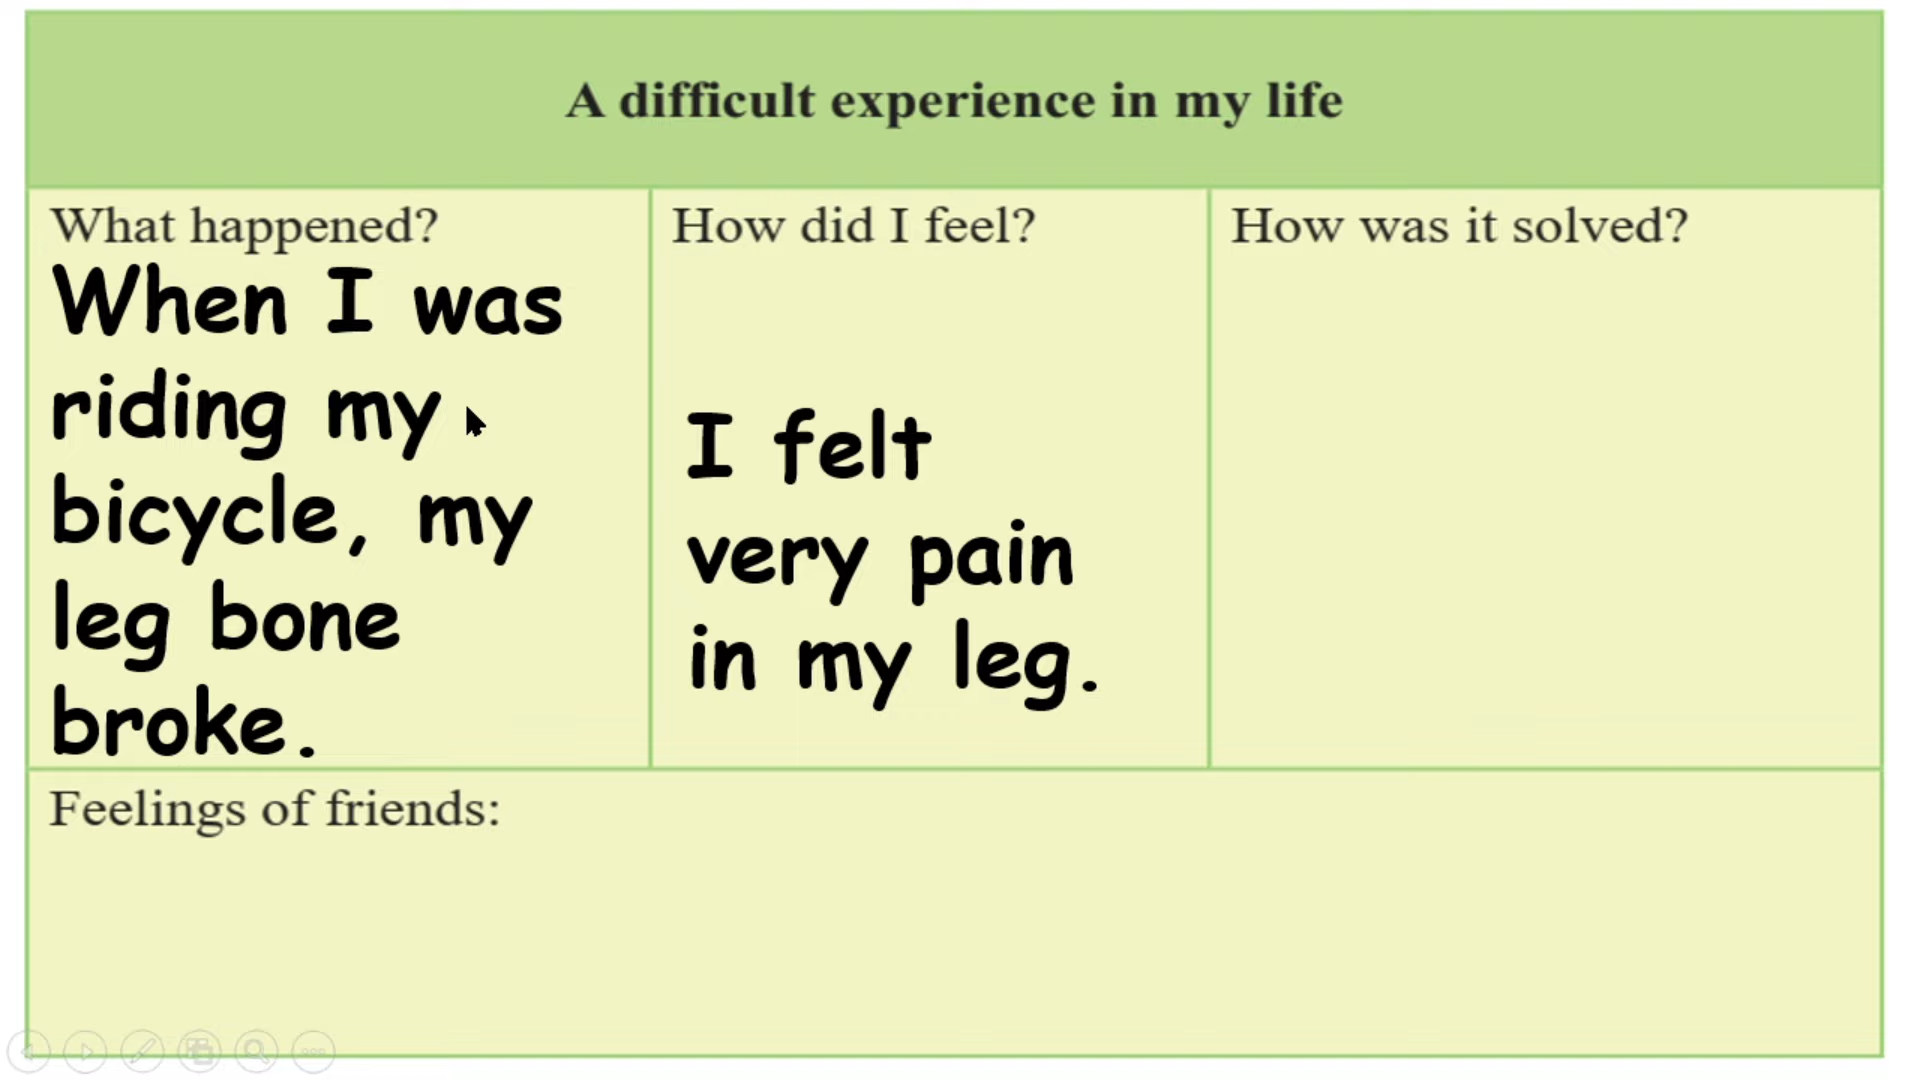 A difficult experience in my life
What happened?
When I was
riding my
bicycle, my
leg bone
broke.
How did I feel?
I felt
very pain
in my leg.
How was it solved?
Feelings of friends: